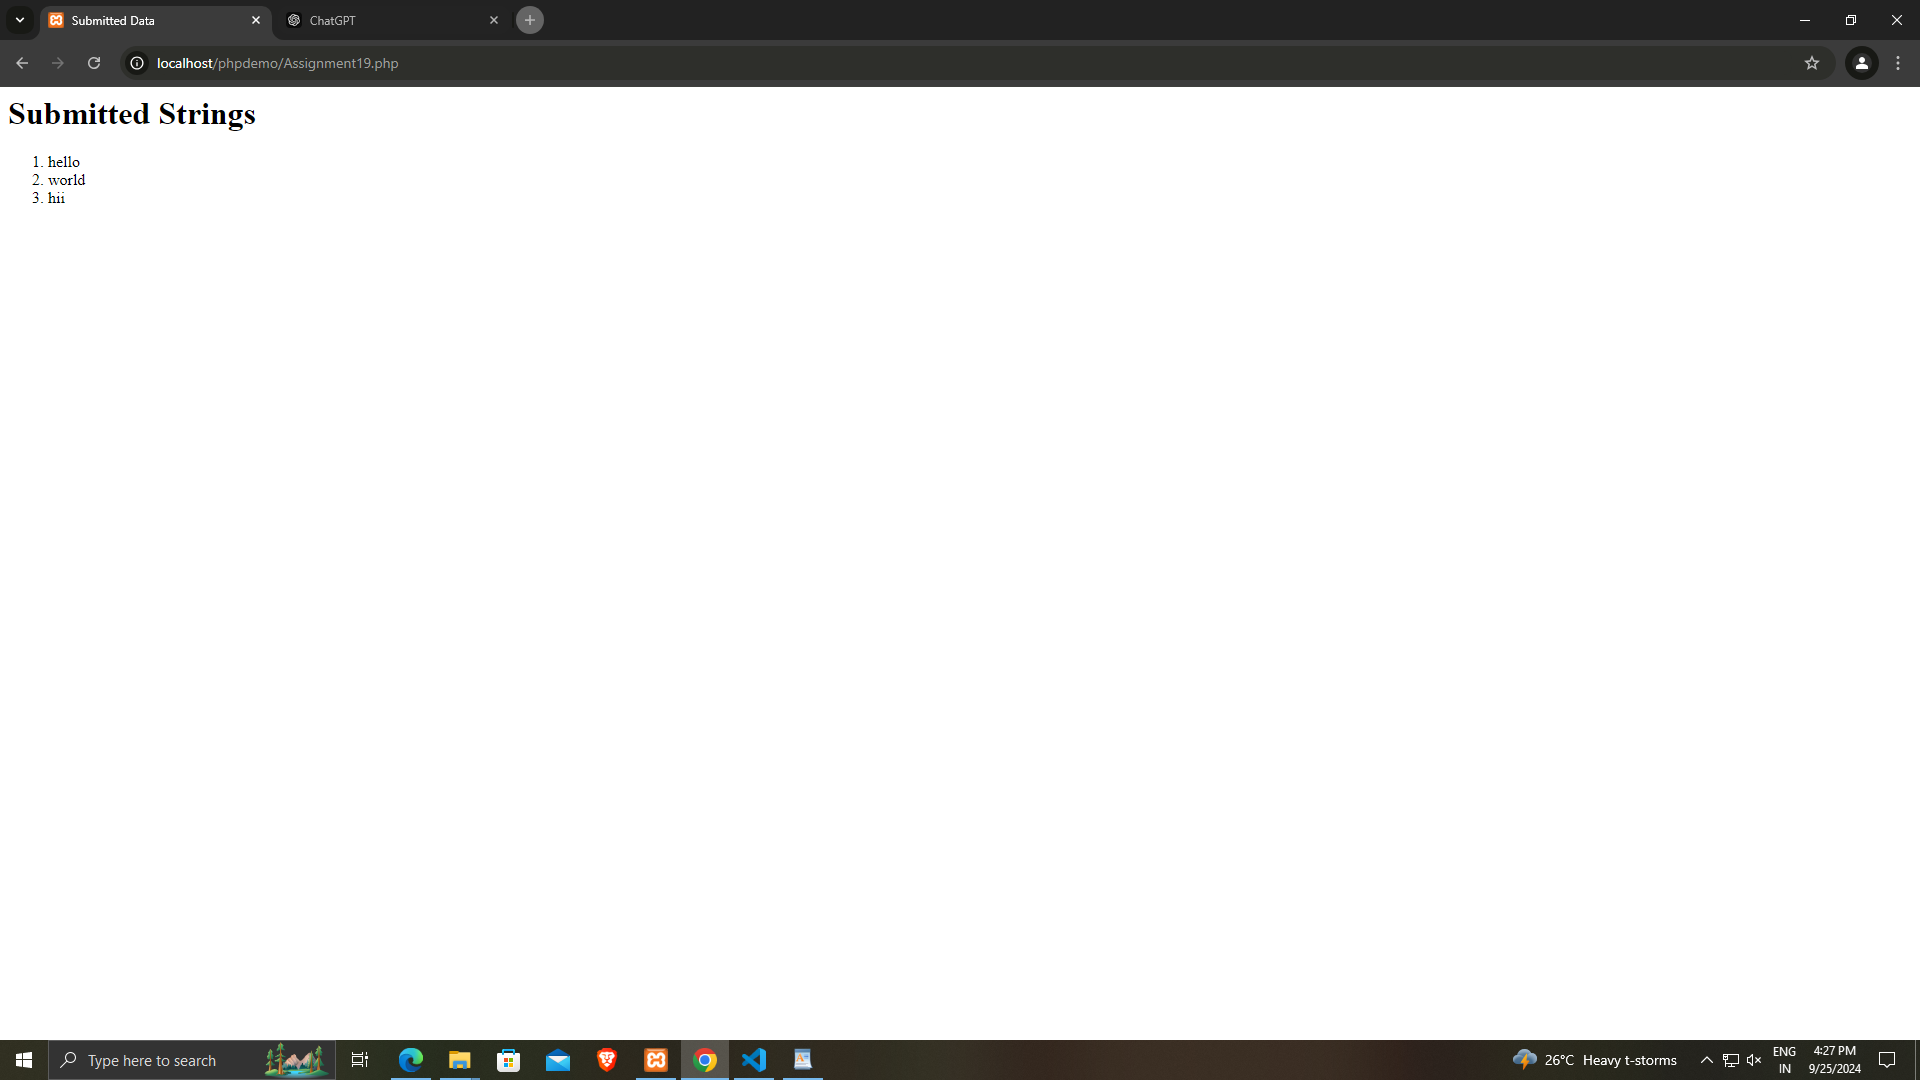 Submitted Data
ChatGPT
localhost/phpdemo/Assignment19.php
Submitted Strings
1. hello
2. world
3. hii
Type here to search
26°C Heavy t-storms
ENG
IN
4:27 PM
9/25/2024